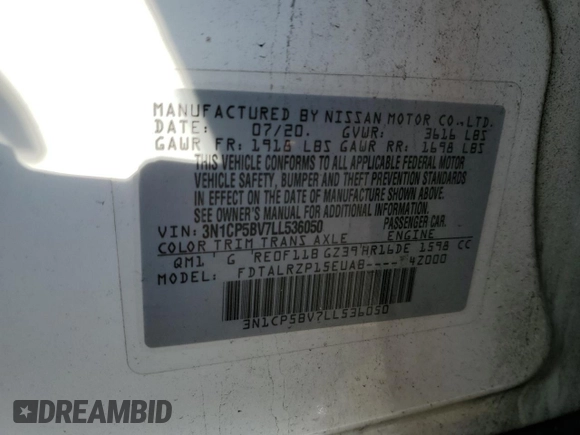 MANUFACTURED BY NISSAN MOTOR CO.,LTD.
DATE: 07/20. GVWR: 3616 LBS
GAWR FR: 1918 LBS GAWR RR: 1698 LBS
THIS VEHICLE CONFORMS TO ALL APPLICABLE FEDERAL MOTOR
VEHICLE SAFETY, BUMPER AND THEFT PREVENTION STANDARDS
IN EFFECT ON THE DATE OF MANUFACTURE SHOWN ABOVE.
SEE OWNER'S MANUAL FOR ADDITIONAL INFORMATION.
VIN: 3N1CP5BV7LL536050 PASSENGER CAR.
COLOR TRIM TRANS AXLE ENGINE
QM1 G RE0F11B GZ39 HR16DE 1598 CC
MODEL: FDTALRZP15EUAB---- 4Z000
3N1CP5BV7LL536050
DREAMBID